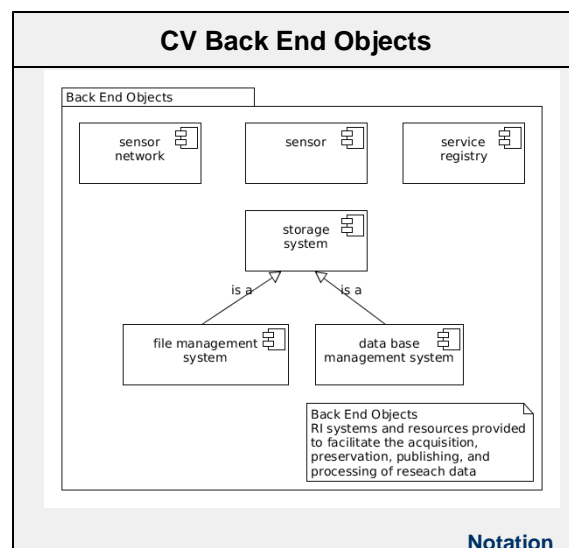 CV Back End Objects
Back End Objects
sensor
network
sensor
service
registry
storage
system
is a
is a
file management
system
data base
management system
Back End Objects
RI systems and resources provided
to facilitate the acquisition,
preservation, publishing, and
processing of reseach data
Notation